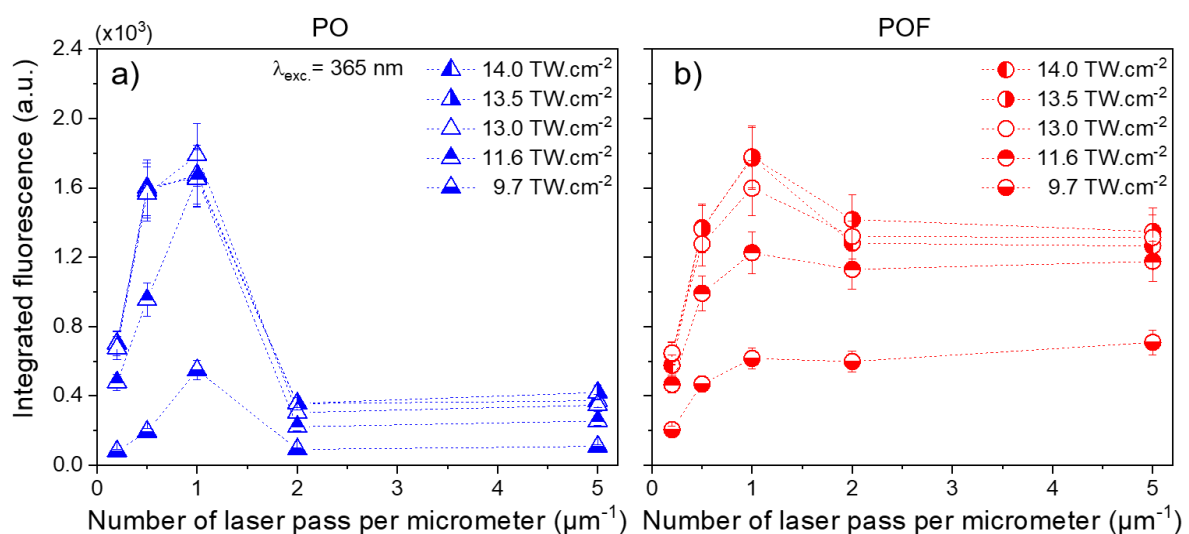 PO
(x10³)
2.4
2.0
1.6
1.2
0.8
0.4
0.0
Integrated fluorescence (a.u.)
a)
λexc.= 365 nm
14.0 TW.cm⁻²
13.5 TW.cm⁻²
13.0 TW.cm⁻²
11.6 TW.cm⁻²
9.7 TW.cm⁻²
0 1 2 3 4 5
Number of laser pass per micrometer (µm⁻¹)
POF
b)
14.0 TW.cm⁻²
13.5 TW.cm⁻²
13.0 TW.cm⁻²
11.6 TW.cm⁻²
9.7 TW.cm⁻²
0 1 2 3 4 5
Number of laser pass per micrometer (µm⁻¹)